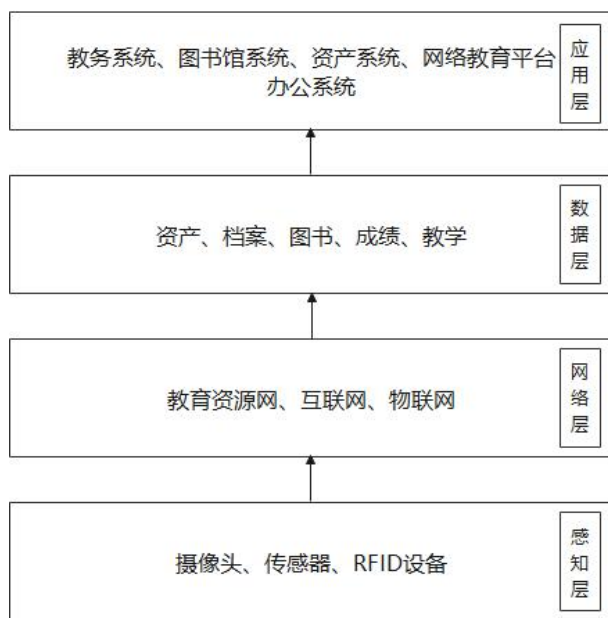 教务系统、图书馆系统、资产系统、网络教育平台
办公系统
应用层
资产、档案、图书、成绩、教学
数据层
教育资源网、互联网、物联网
网络层
摄像头、传感器、RFID设备
感知层